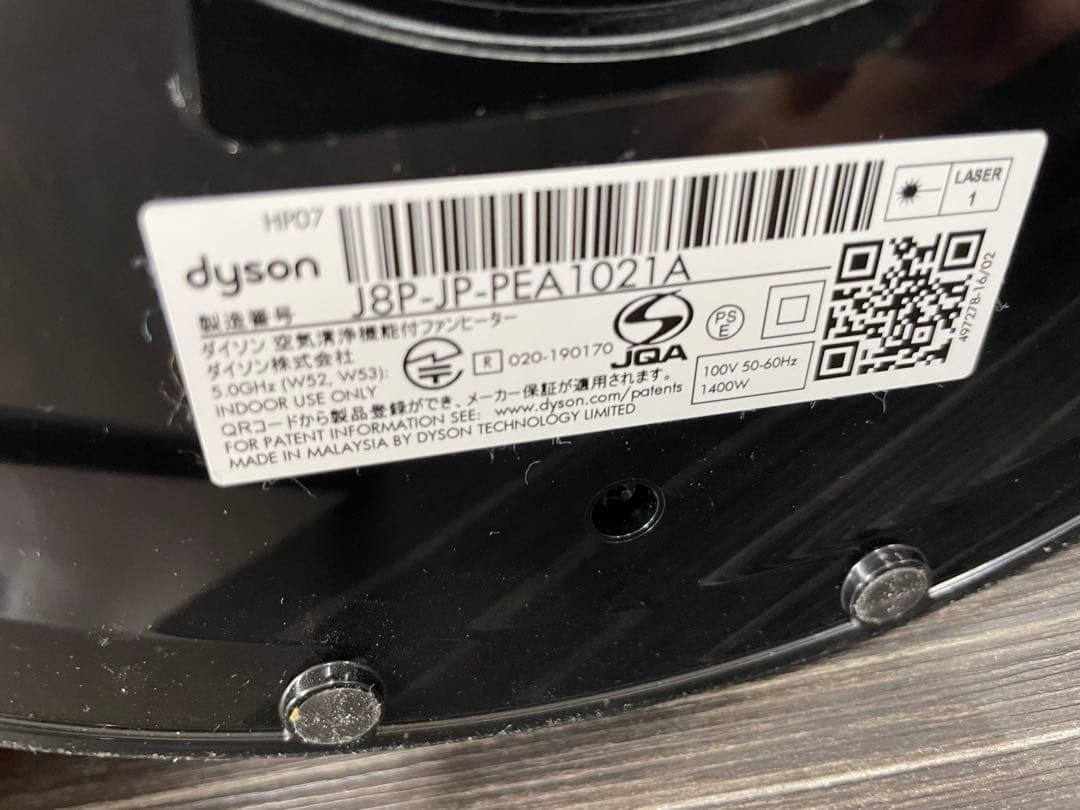 HP07
LASER
1
dyson
製造番号 J8P-JP-PEA1021A
ダイソン 空気清浄機能付ファンヒーター
ダイソン株式会社
5.0GHz (W52, W53):
INDOOR USE ONLY
R 020-190170
JQA
PS
E
100V 50-60Hz
1400W
497278-16/02
QRコードから製品登録ができ、メーカー保証が適用されます。
FOR PATENT INFORMATION SEE: www.dyson.com/patents
MADE IN MALAYSIA BY DYSON TECHNOLOGY LIMITED